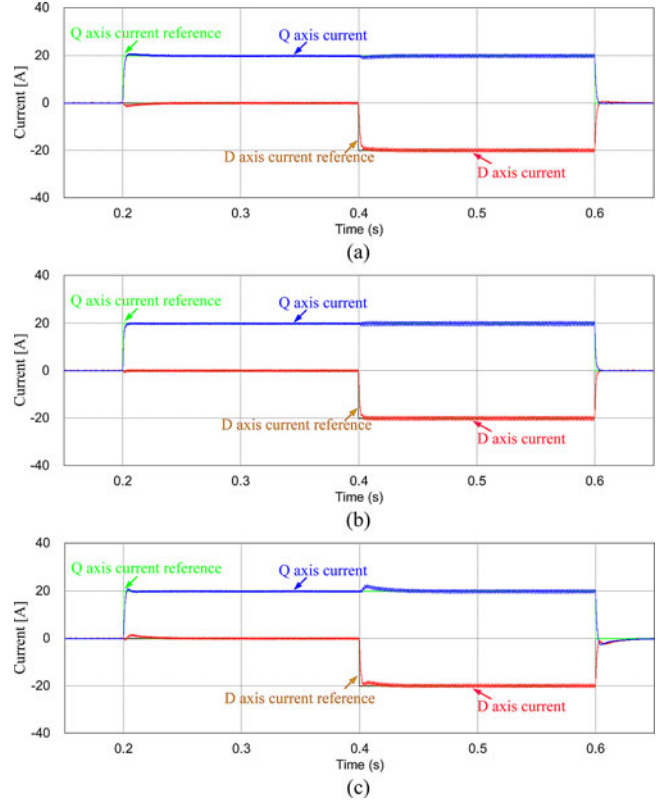 40
Q axis current reference
Q axis current
20
Current [A]
0
-20
D axis current reference
D axis current
-40
0.2
0.3
0.4
0.5
0.6
Time (s)
(a)
40
Q axis current reference
Q axis current
20
Current [A]
0
-20
D axis current reference
D axis current
-40
0.2
0.3
0.4
0.5
0.6
Time (s)
(b)
40
Q axis current reference
Q axis current
20
Current [A]
0
-20
D axis current reference
D axis current
-40
0.2
0.3
0.4
0.5
0.6
Time (s)
(c)